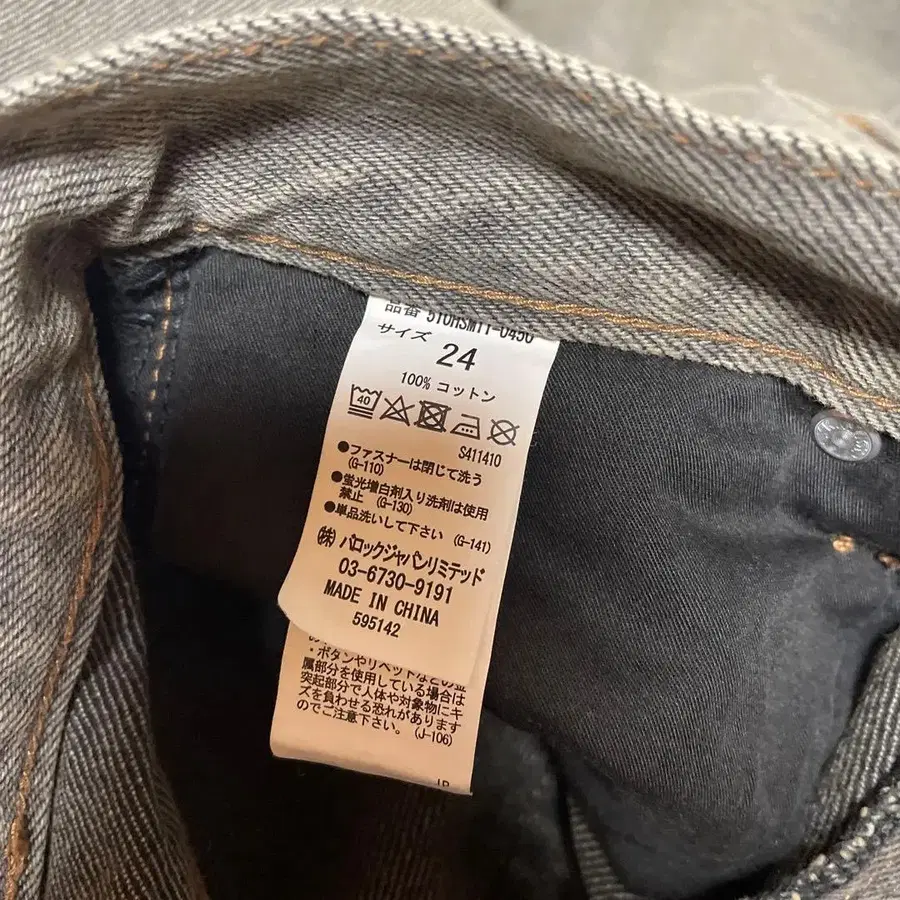 品番 510HSM11-0450
サイズ 24
100% コットン
40
S411410
●ファスナーは閉じて洗う
(G-110)
●蛍光増白剤入り洗剤は使用
禁止 (G-130)
●単品洗いして下さい (G-141)
㈱ バロックジャパンリミテッド
03-6730-9191
MADE IN CHINA
595142
・ボタンやリベットなどの金
属部分を使用している場合は
突起部分で人体や対象物にキ
ズを負わせる恐れがあります
のでご注意下さい。 (J-106)
JP